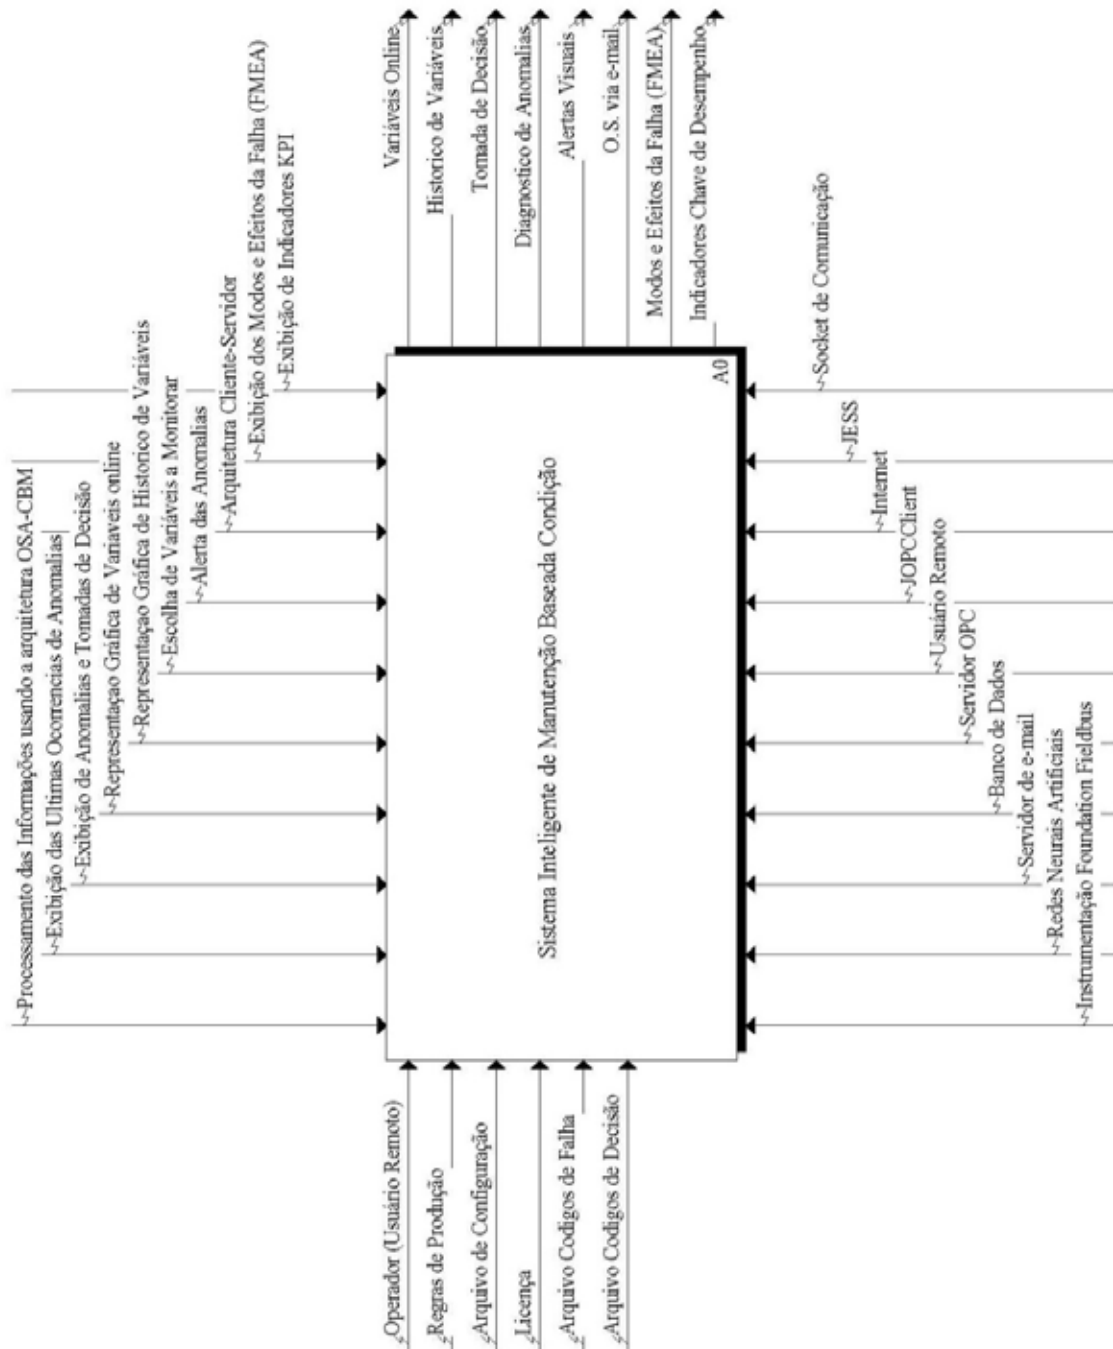 Processamento das Informações usando a arquitetura OSA-CBM
Exibição das Ultimas Ocorrencias de Anomalias
Exibição de Anomalias e Tomadas de Decisão
Representaçao Gráfica de Variaveis online
Representaçao Gráfica de Historico de Variáveis
Escolha de Variáveis a Monitorar
Alerta das Anomalias
Arquitetura Cliente-Servidor
Exibição dos Modos e Efeitos da Falha (FMEA)
Exibição de Indicadores KPI
Operador (Usuário Remoto)
Regras de Produção
Arquivo de Configuração
Licença
Arquivo Codigos de Falha
Arquivo Codigos de Decisão
Sistema Inteligente de Manutenção Baseada Condição
A0
Variáveis Online
Historico de Variáveis
Tomada de Decisão
Diagnostico de Anomalias
Alertas Visuais
O.S. via e-mail
Modos e Efeitos da Falha (FMEA)
Indicadores Chave de Desempenho
Socket de Comunicação
JESS
Internet
JOPCClient
Usuário Remoto
Servidor OPC
Banco de Dados
Servidor de e-mail
Redes Neurais Artificiais
Instrumentação Foundation Fieldbus